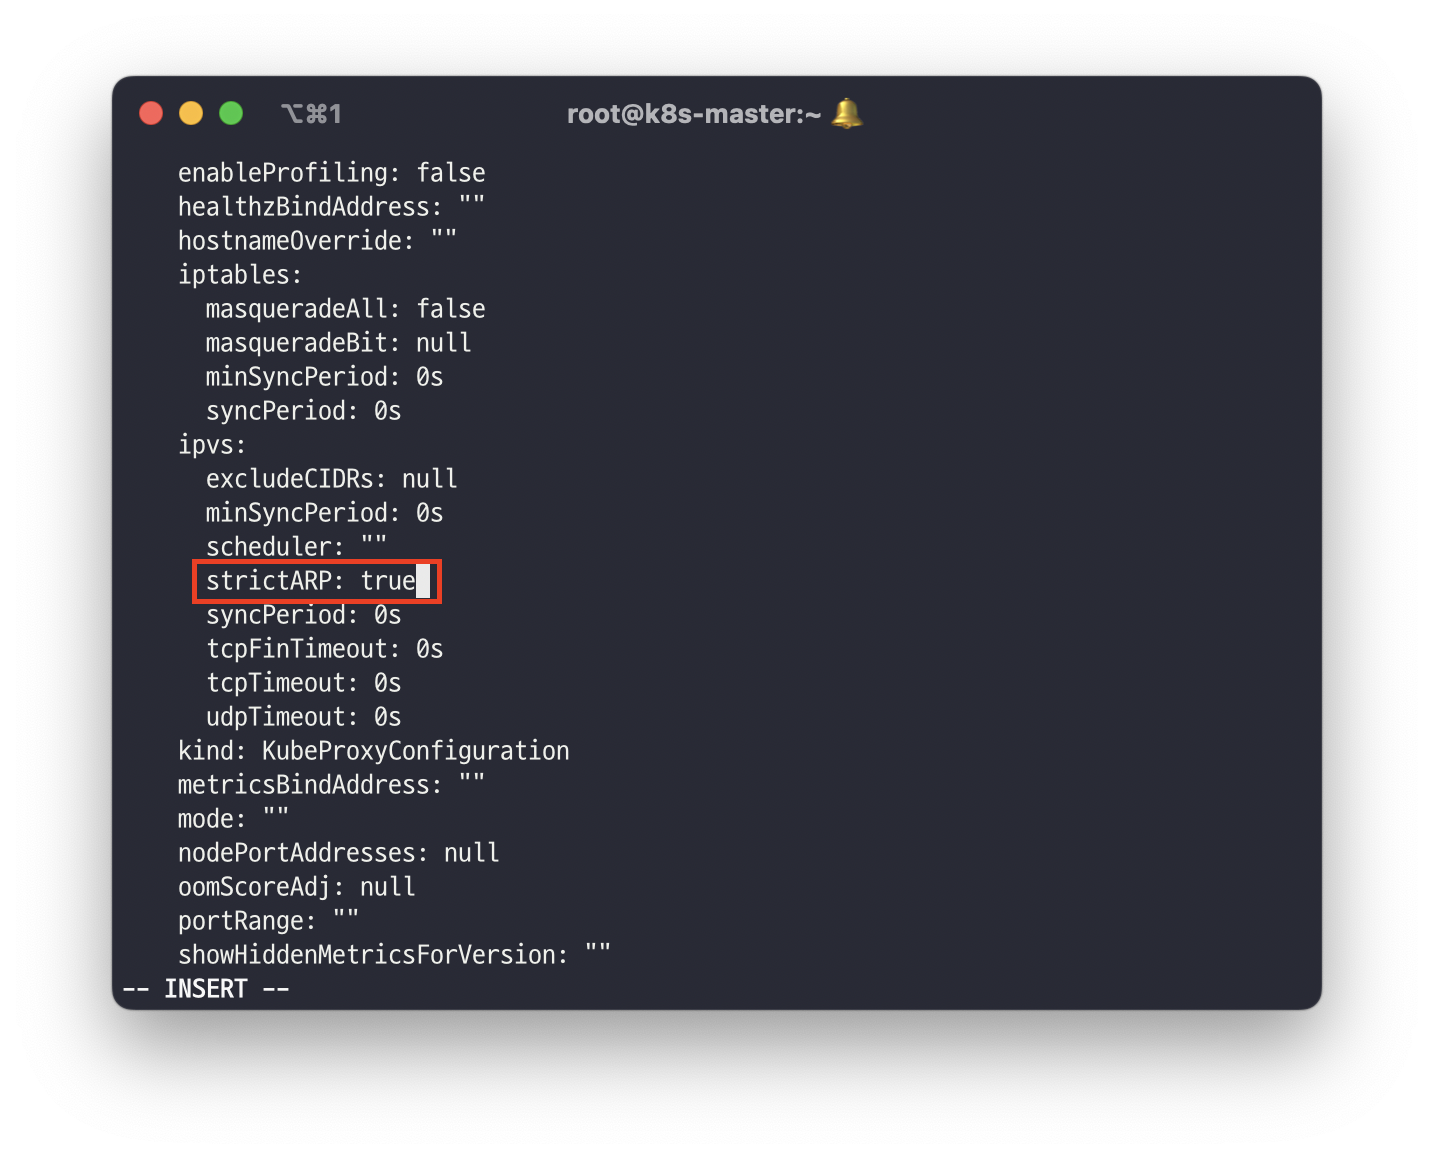 ⌥⌘1
root@k8s-master:~ 🔔
enableProfiling: false
healthzBindAddress: ""
hostnameOverride: ""
iptables:
  masqueradeAll: false
  masqueradeBit: null
  minSyncPeriod: 0s
  syncPeriod: 0s
ipvs:
  excludeCIDRs: null
  minSyncPeriod: 0s
  scheduler: ""
  strictARP: true
  syncPeriod: 0s
  tcpFinTimeout: 0s
  tcpTimeout: 0s
  udpTimeout: 0s
kind: KubeProxyConfiguration
metricsBindAddress: ""
mode: ""
nodePortAddresses: null
oomScoreAdj: null
portRange: ""
showHiddenMetricsForVersion: ""
-- INSERT --